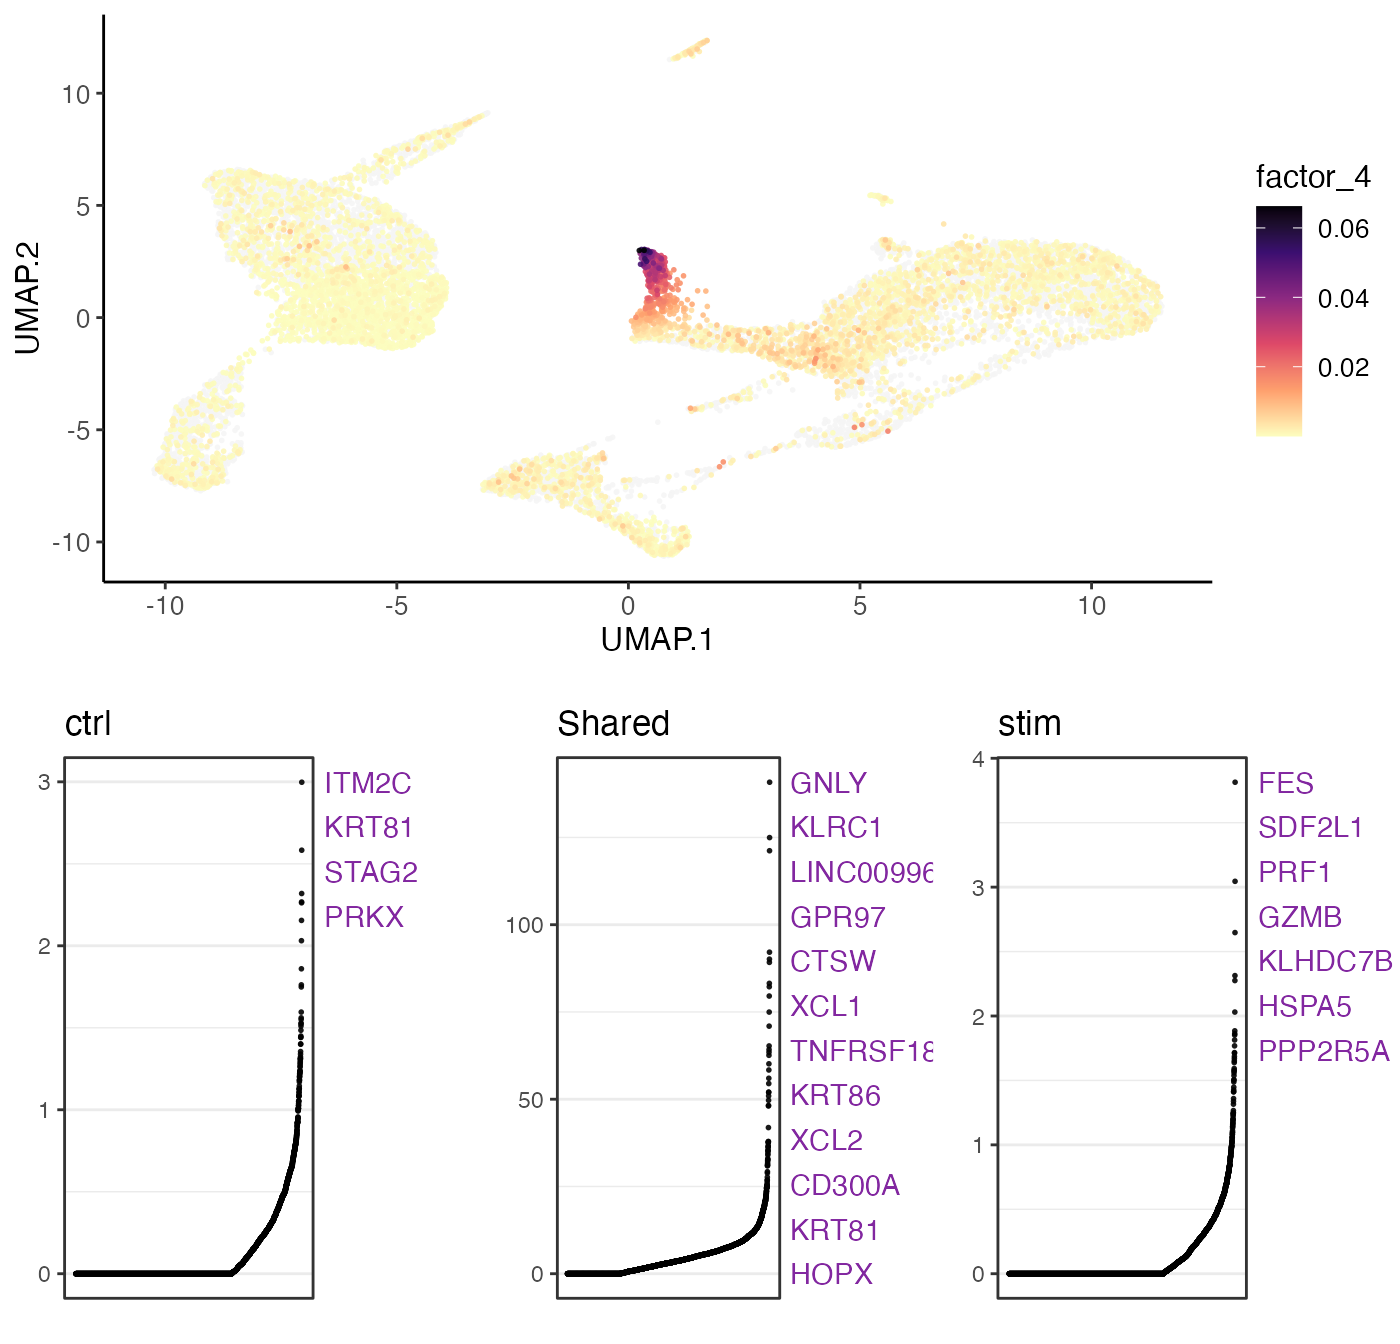 10
5
0
-5
-10
UMAP.2
-10
-5
0
5
10
UMAP.1
factor_4
0.06
0.04
0.02
ctrl
3
2
1
0
ITM2C
KRT81
STAG2
PRKX
Shared
100
50
0
GNLY
KLRC1
LINC00996
GPR97
CTSW
XCL1
TNFRSF18
KRT86
XCL2
CD300A
KRT81
HOPX
stim
4
3
2
1
0
FES
SDF2L1
PRF1
GZMB
KLHDC7B
HSPA5
PPP2R5A